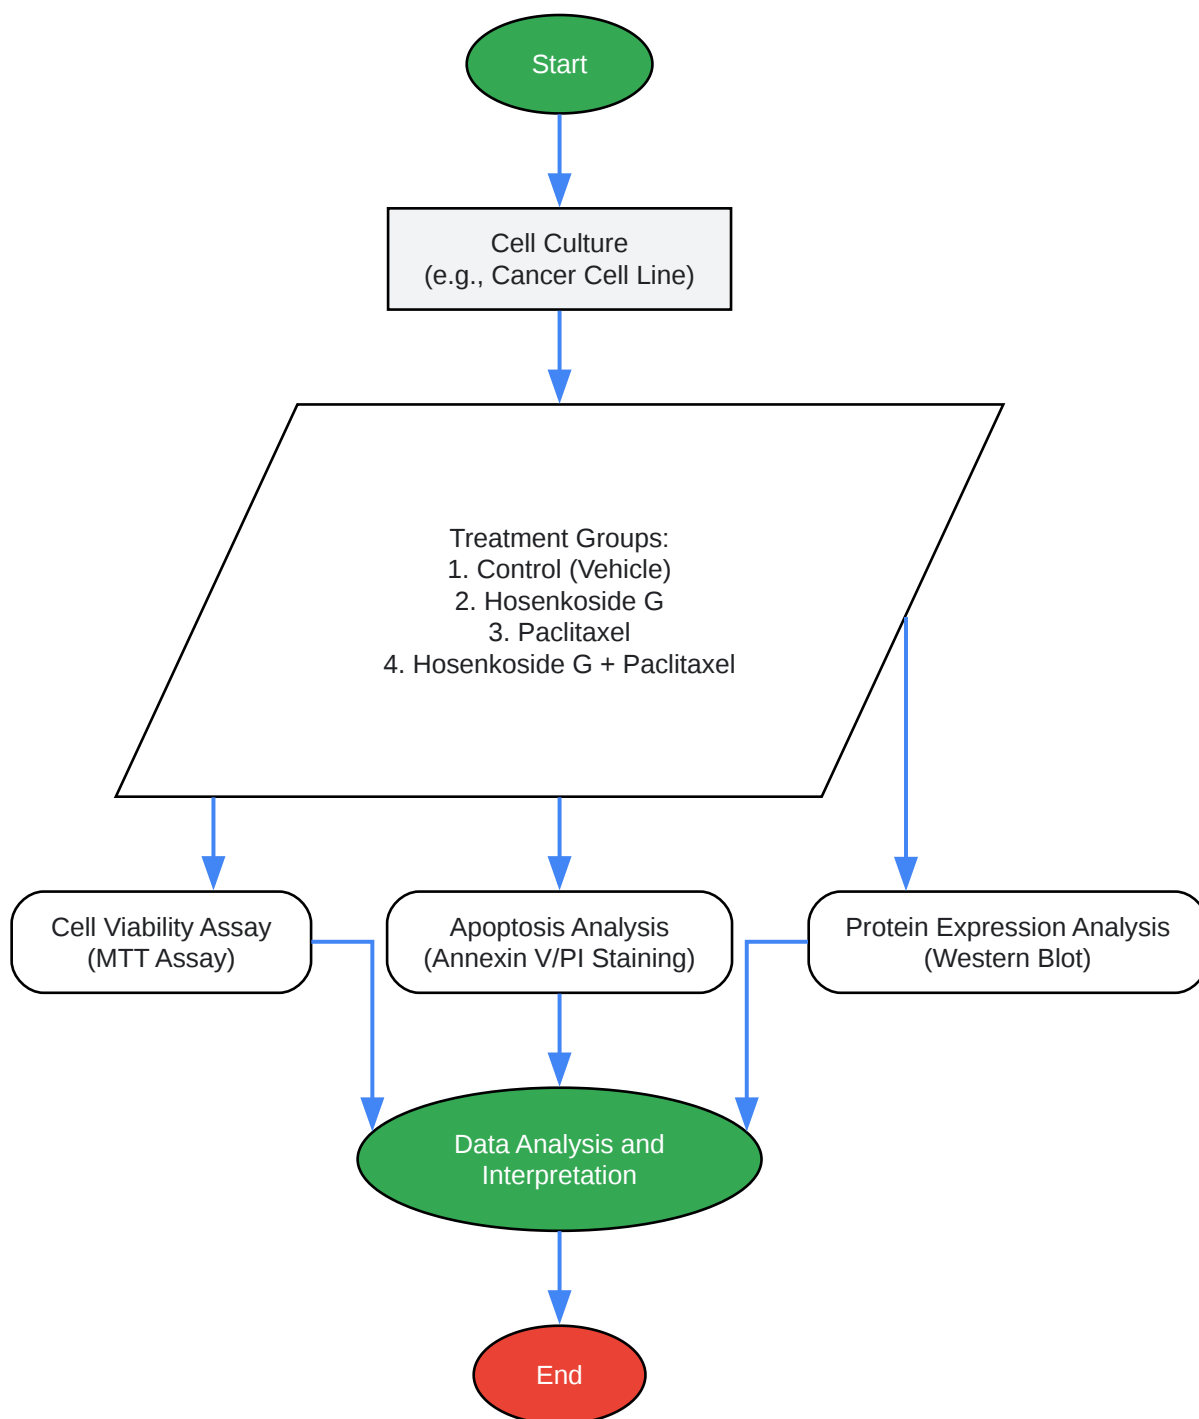 Start
Cell Culture
(e.g., Cancer Cell Line)
Treatment Groups:
1. Control (Vehicle)
2. Hosenkoside G
3. Paclitaxel
4. Hosenkoside G + Paclitaxel
Cell Viability Assay
(MTT Assay)
Apoptosis Analysis
(Annexin V/PI Staining)
Protein Expression Analysis
(Western Blot)
Data Analysis and
Interpretation
End